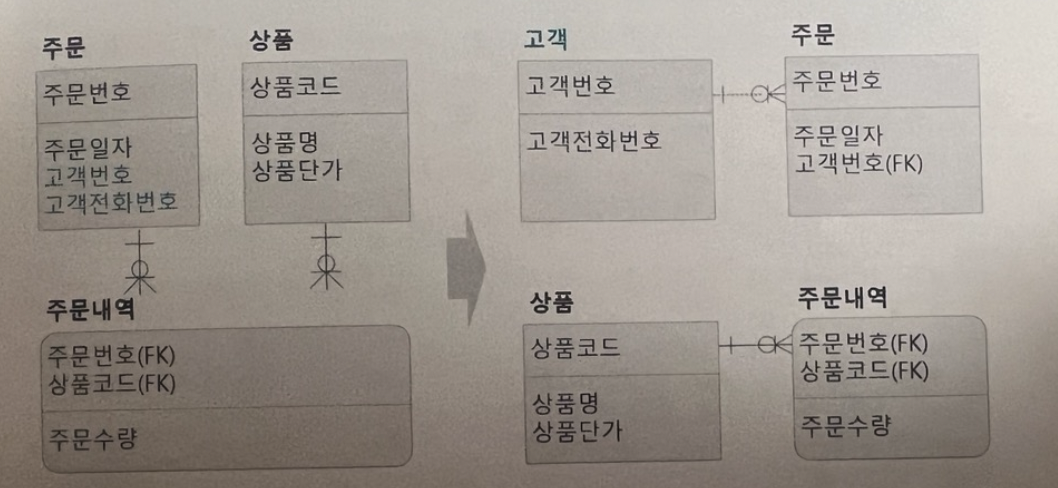 주문
주문번호
주문일자
고객번호
고객전화번호
상품
상품코드
상품명
상품단가
주문내역
주문번호(FK)
상품코드(FK)
주문수량
고객
고객번호
고객전화번호
주문
주문번호
주문일자
고객번호(FK)
상품
상품코드
상품명
상품단가
주문내역
주문번호(FK)
상품코드(FK)
주문수량